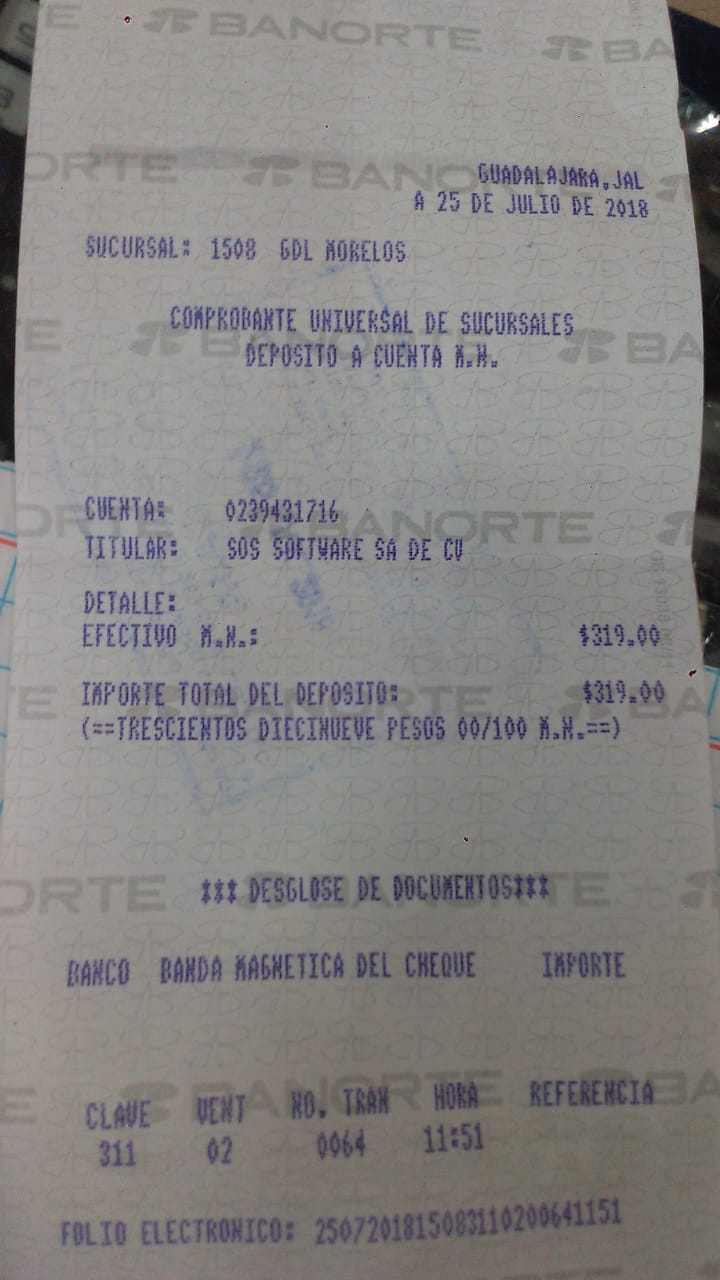 BANORTE
GUADALAJARA,JAL
A 25 DE JULIO DE 2018
SUCURSAL: 1508 GDL MORELOS
COMPROBANTE UNIVERSAL DE SUCURSALES
DEPOSITO A CUENTA M.N.
CUENTA: 0239431716
TITULAR: SOS SOFTWARE SA DE CV
DETALLE:
EFECTIVO M.N.: $319.00
IMPORTE TOTAL DEL DEPOSITO: $319.00
(==TRESCIENTOS DIECINUEVE PESOS 00/100 M.N.==)
*** DESGLOSE DE DOCUMENTOS***
BANCO BANDA MAGNETICA DEL CHEQUE IMPORTE
CLAVE VENT NO. TRAN HORA REFERENCIA
311 02 0064 11:51
FOLIO ELECTRONICO: 2507201815083110200641151